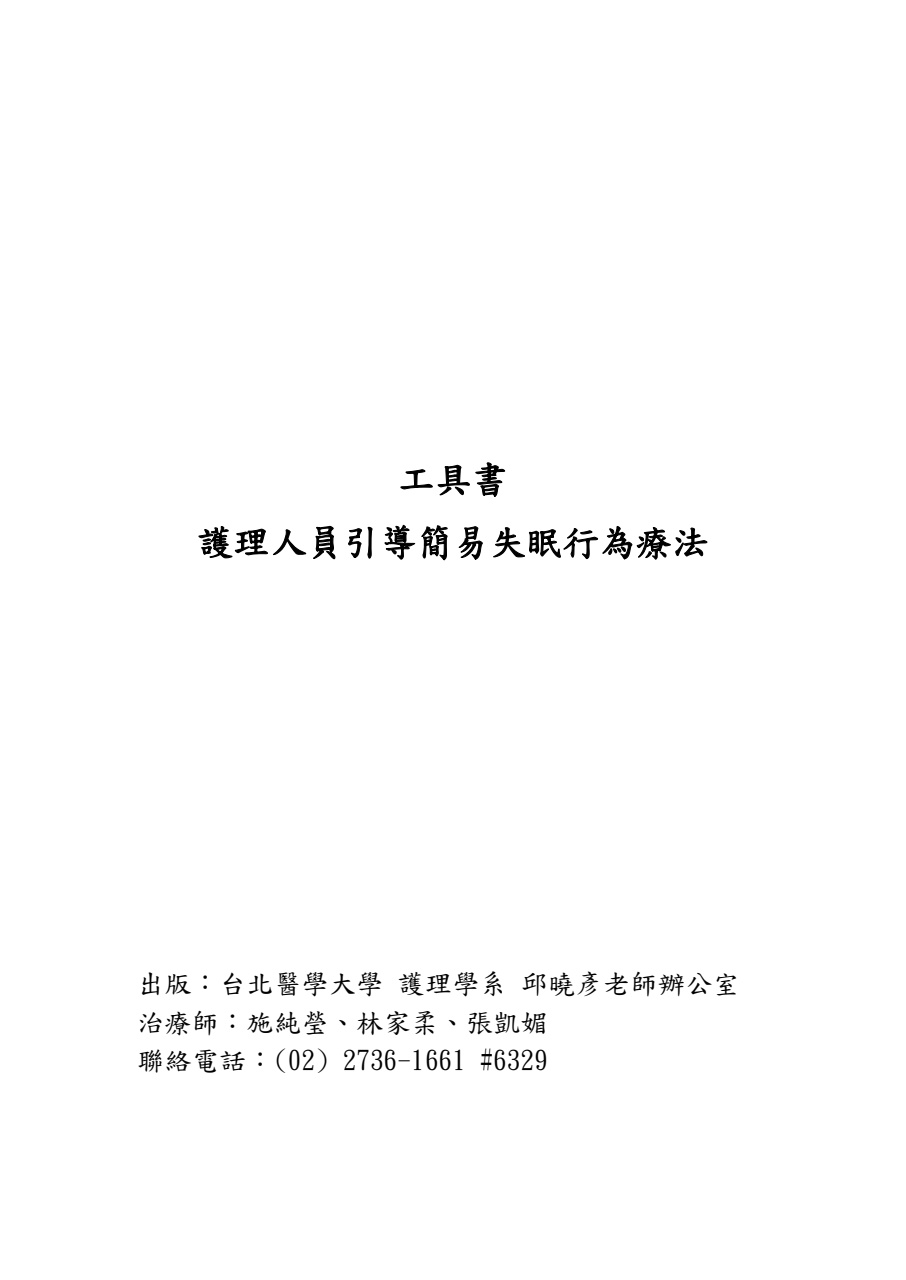 工具書
護理人員引導簡易失眠行為療法
出版：台北醫學大學 護理學系 邱曉彥老師辦公室
治療師：施純瑩、林家柔、張凱媚
聯絡電話：(02) 2736-1661 #6329